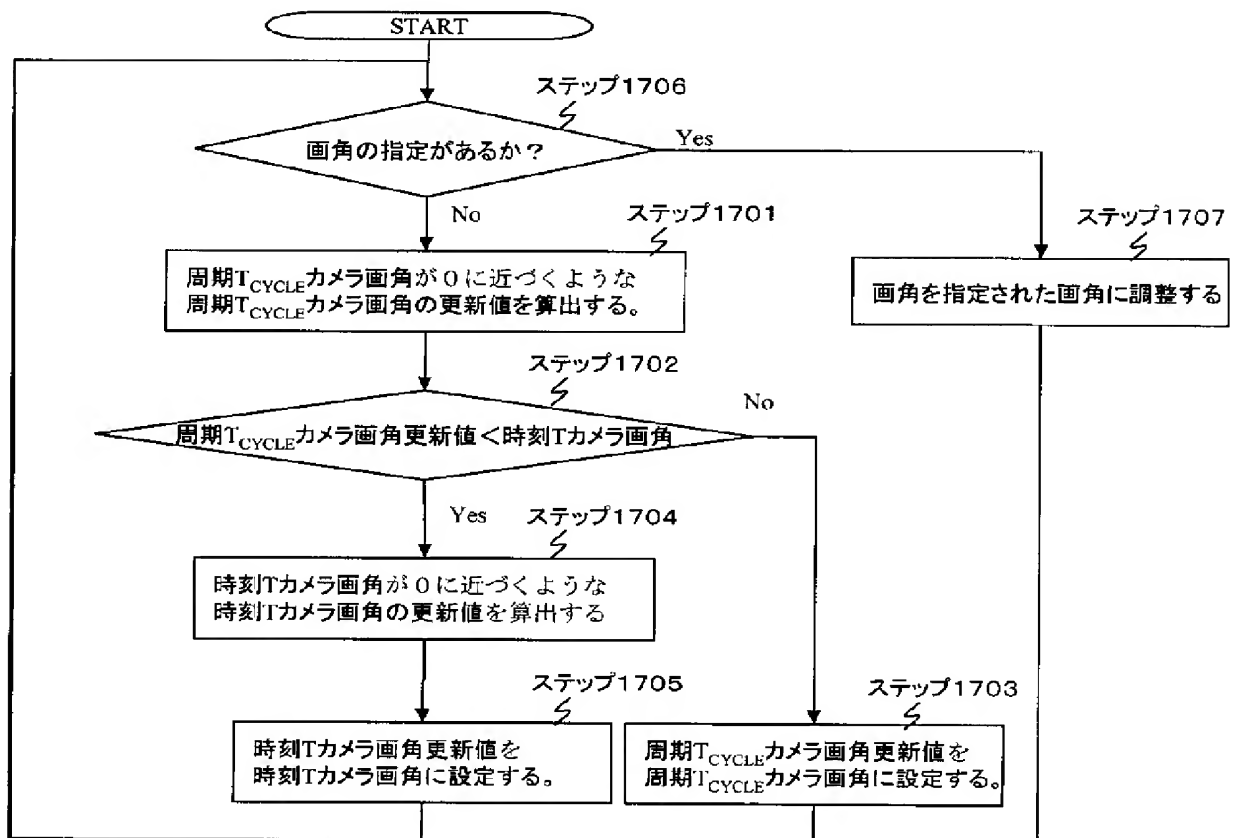 START
ステップ1706
画角の指定があるか?
Yes
No
ステップ1701
周期TCYCLEカメラ画角が0に近づくような
周期TCYCLEカメラ画角の更新値を算出する。
ステップ1707
画角を指定された画角に調整する
ステップ1702
周期TCYCLEカメラ画角更新値<時刻Tカメラ画角
No
Yes
ステップ1704
時刻Tカメラ画角が0に近づくような
時刻Tカメラ画角の更新値を算出する
ステップ1705
時刻Tカメラ画角更新値を
時刻Tカメラ画角に設定する。
ステップ1703
周期TCYCLEカメラ画角更新値を
周期TCYCLEカメラ画角に設定する。